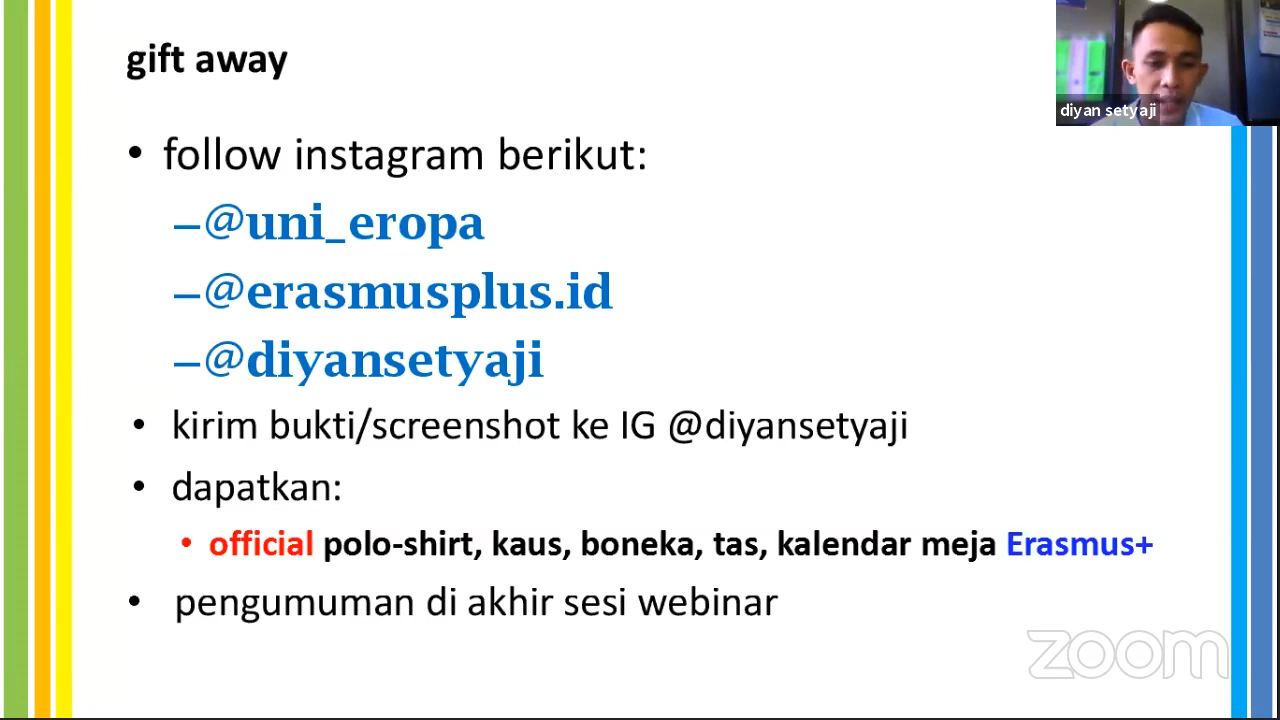 gift away
diyan setyaji
• follow instagram berikut:
–@uni_eropa
–@erasmusplus.id
–@diyansetyaji
• kirim bukti/screenshot ke IG @diyansetyaji
• dapatkan:
• official polo-shirt, kaus, boneka, tas, kalendar meja Erasmus+
• pengumuman di akhir sesi webinar
zoom